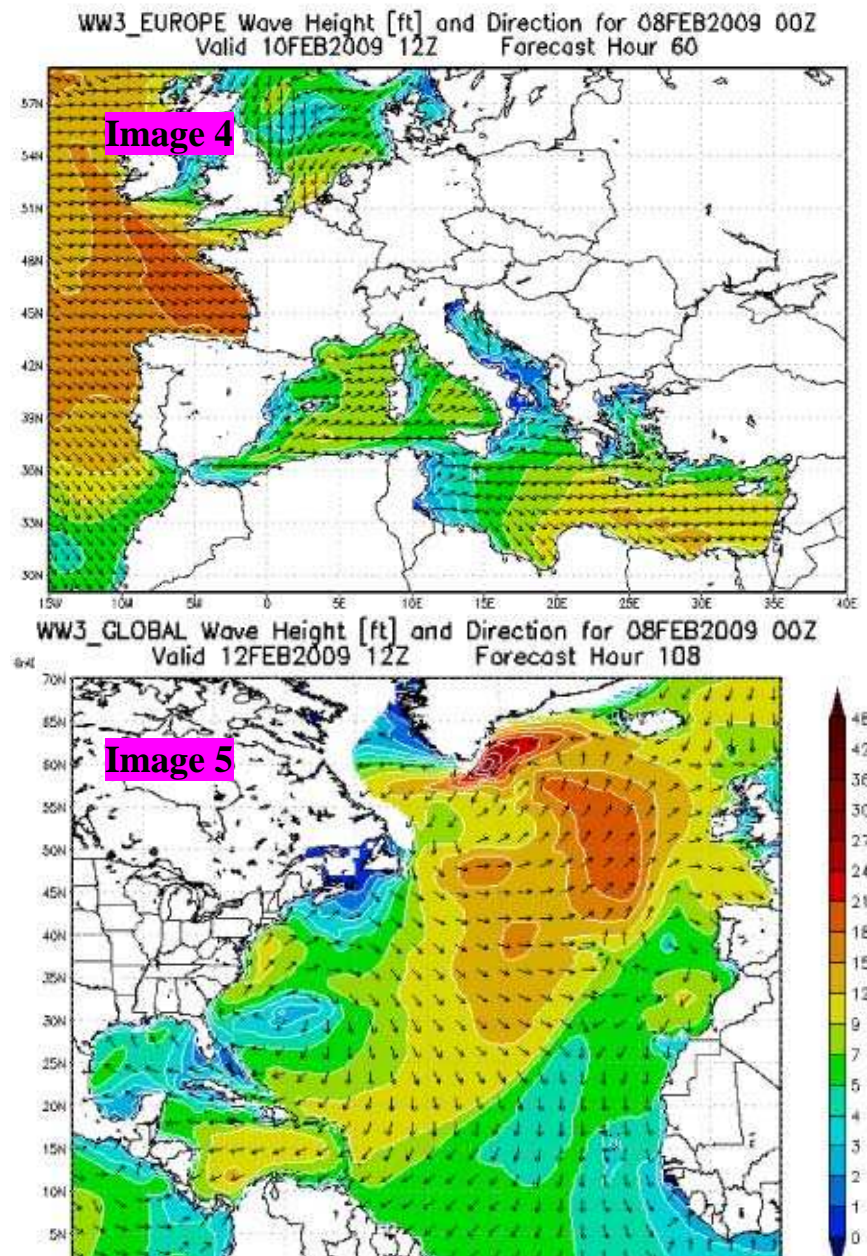 WW3_EUROPE Wave Height [ft] and Direction for 08FEB2009 00Z
Valid 10FEB2009 12Z Forecast Hour 60
57N
Image 4
54N
51N
48N
45N
42N
39N
36N
33N
30N
15W 10W 5W 0 5E 10E 15E 20E 25E 30E 35E 40E
WW3_GLOBAL Wave Height [ft] and Direction for 08FEB2009 00Z
Valid 12FEB2009 12Z Forecast Hour 108
70N
65N
Image 5
60N
55N
50N
45N
40N
35N
30N
25N
20N
15N
10N
5N
48
42
36
30
24
21
18
15
12
9
7
5
4
3
2
1
0